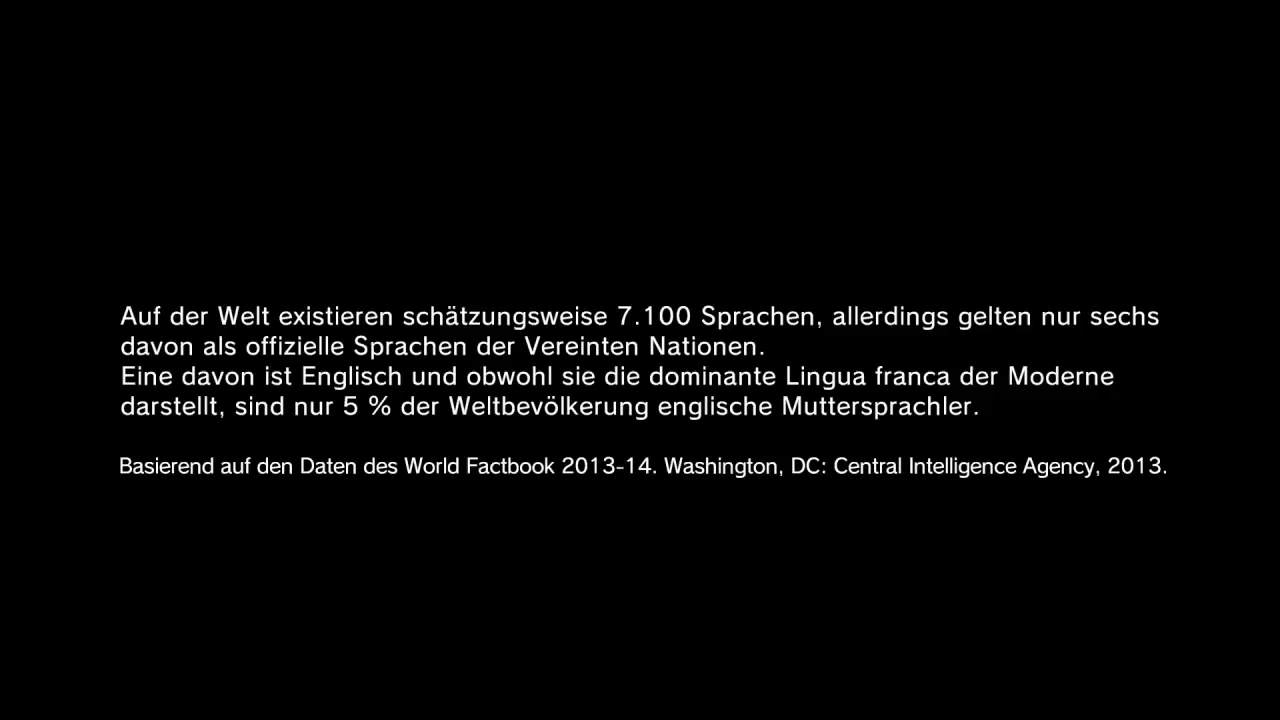 Auf der Welt existieren schätzungsweise 7.100 Sprachen, allerdings gelten nur sechs
davon als offizielle Sprachen der Vereinten Nationen.
Eine davon ist Englisch und obwohl sie die dominante Lingua franca der Moderne
darstellt, sind nur 5 % der Weltbevölkerung englische Muttersprachler.
Basierend auf den Daten des World Factbook 2013-14. Washington, DC: Central Intelligence Agency, 2013.